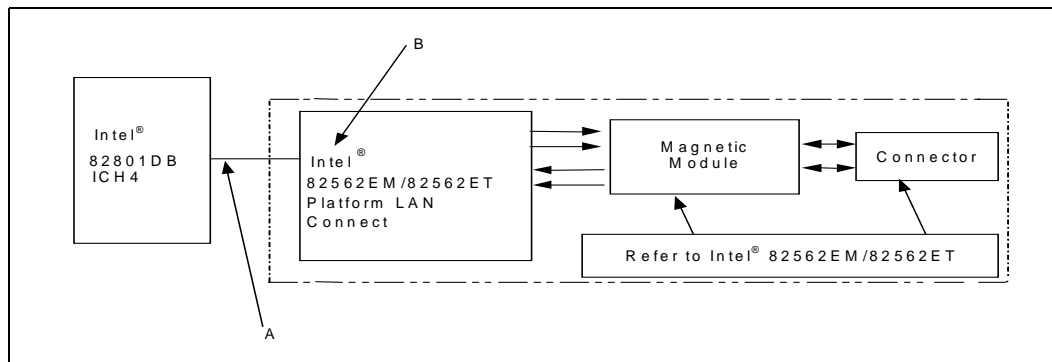 B
Intel®
82801DB
ICH4
Intel®
82562EM/82562ET
Platform LAN
Connect
Magnetic
Module
Connector
Refer to Intel® 82562EM/82562ET
A